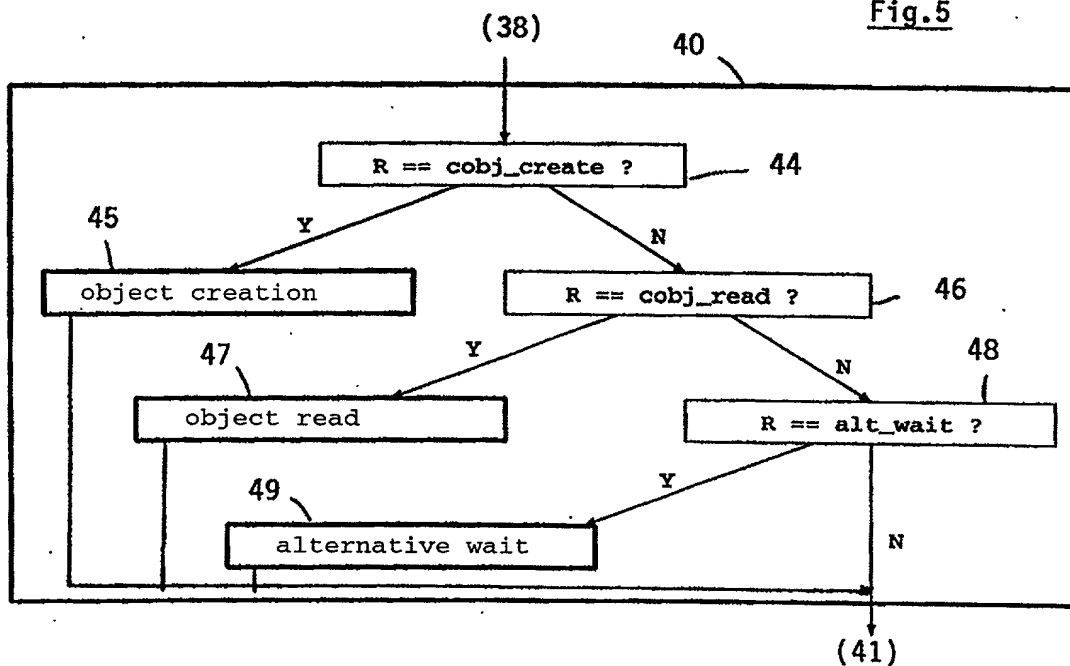 Fig.5
(38)
40
R == cobj_create ?
44
45
Y
N
object creation
R == cobj_read ?
46
47
Y
N
48
object read
R == alt_wait ?
49
Y
alternative wait
N
(41)